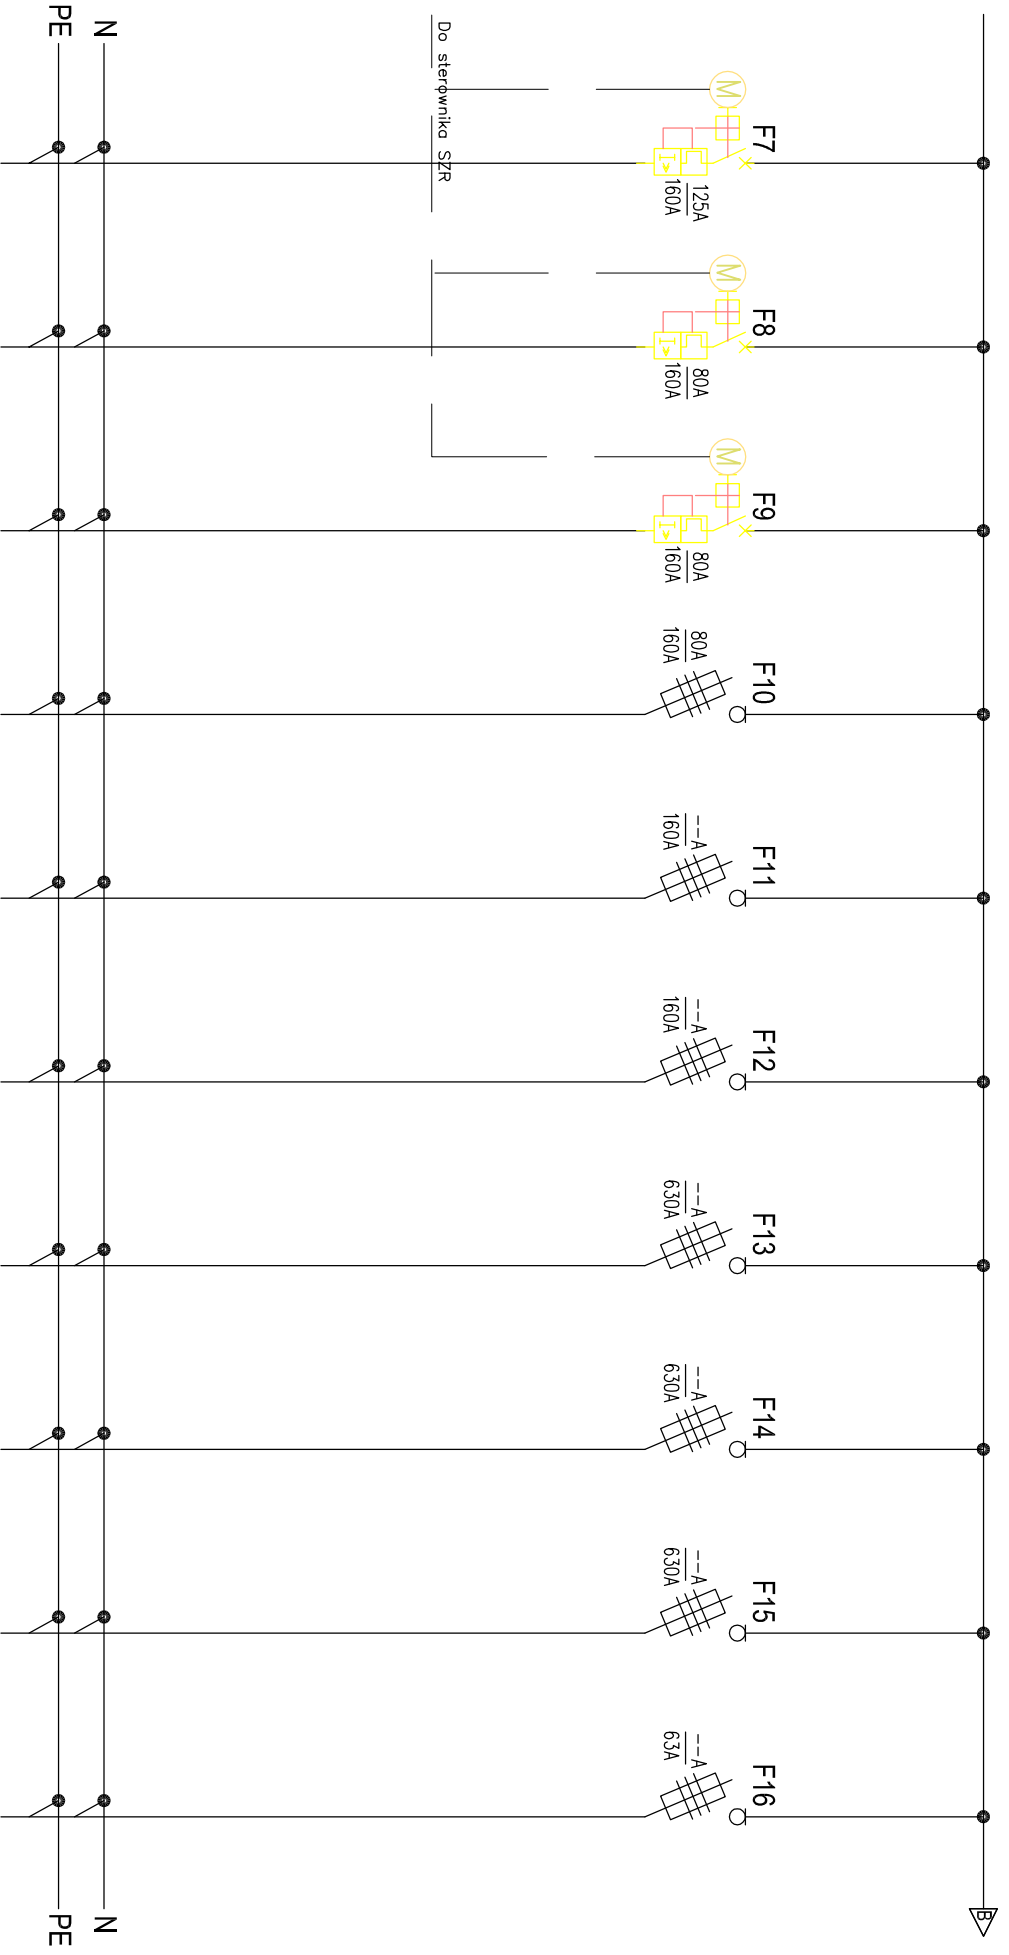 B
F7
125A
160A
M
I>
F8
80A
160A
M
I>
F9
80A
160A
M
I>
F10
80A
160A
F11
--A
160A
F12
--A
160A
F13
--A
630A
F14
--A
630A
F15
--A
630A
F16
--A
63A
Do sterownika SZR
N
N
PE
PE